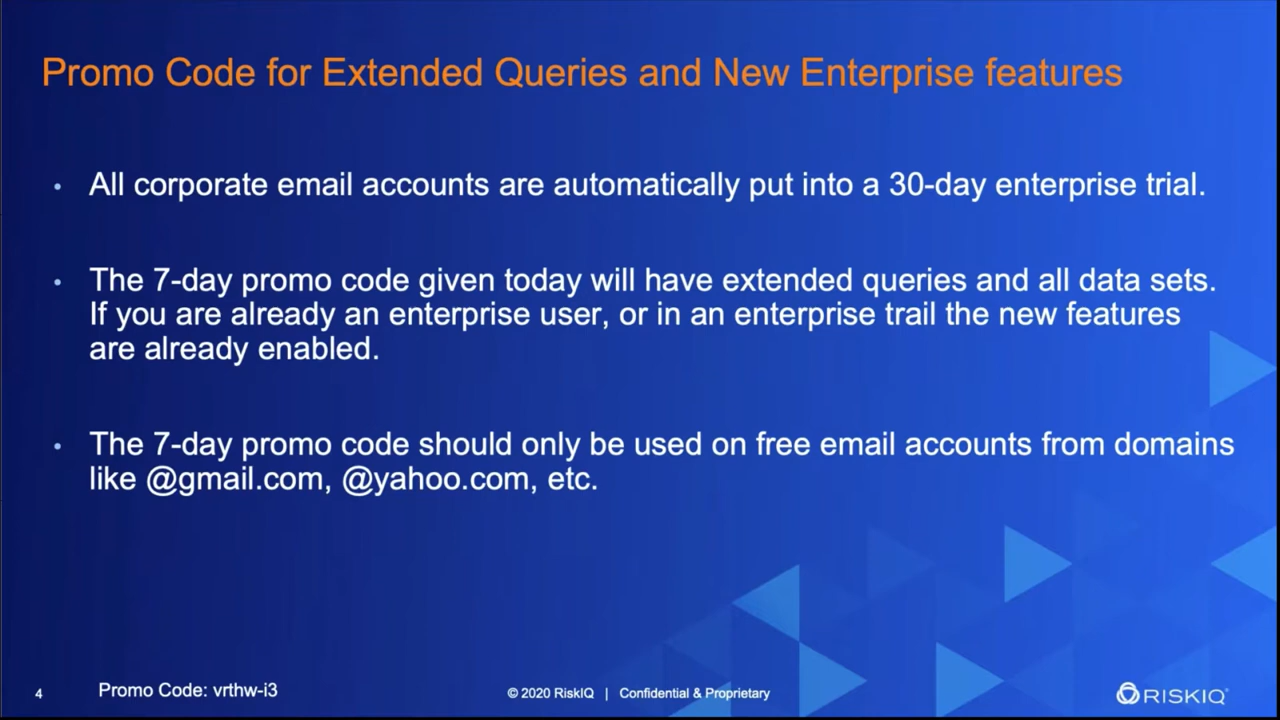 Promo Code for Extended Queries and New Enterprise features
• All corporate email accounts are automatically put into a 30-day enterprise trial.
• The 7-day promo code given today will have extended queries and all data sets.
If you are already an enterprise user, or in an enterprise trail the new features
are already enabled.
• The 7-day promo code should only be used on free email accounts from domains
like @gmail.com, @yahoo.com, etc.
4 Promo Code: vrthw-i3 © 2020 RiskIQ | Confidential & Proprietary RISKIQ